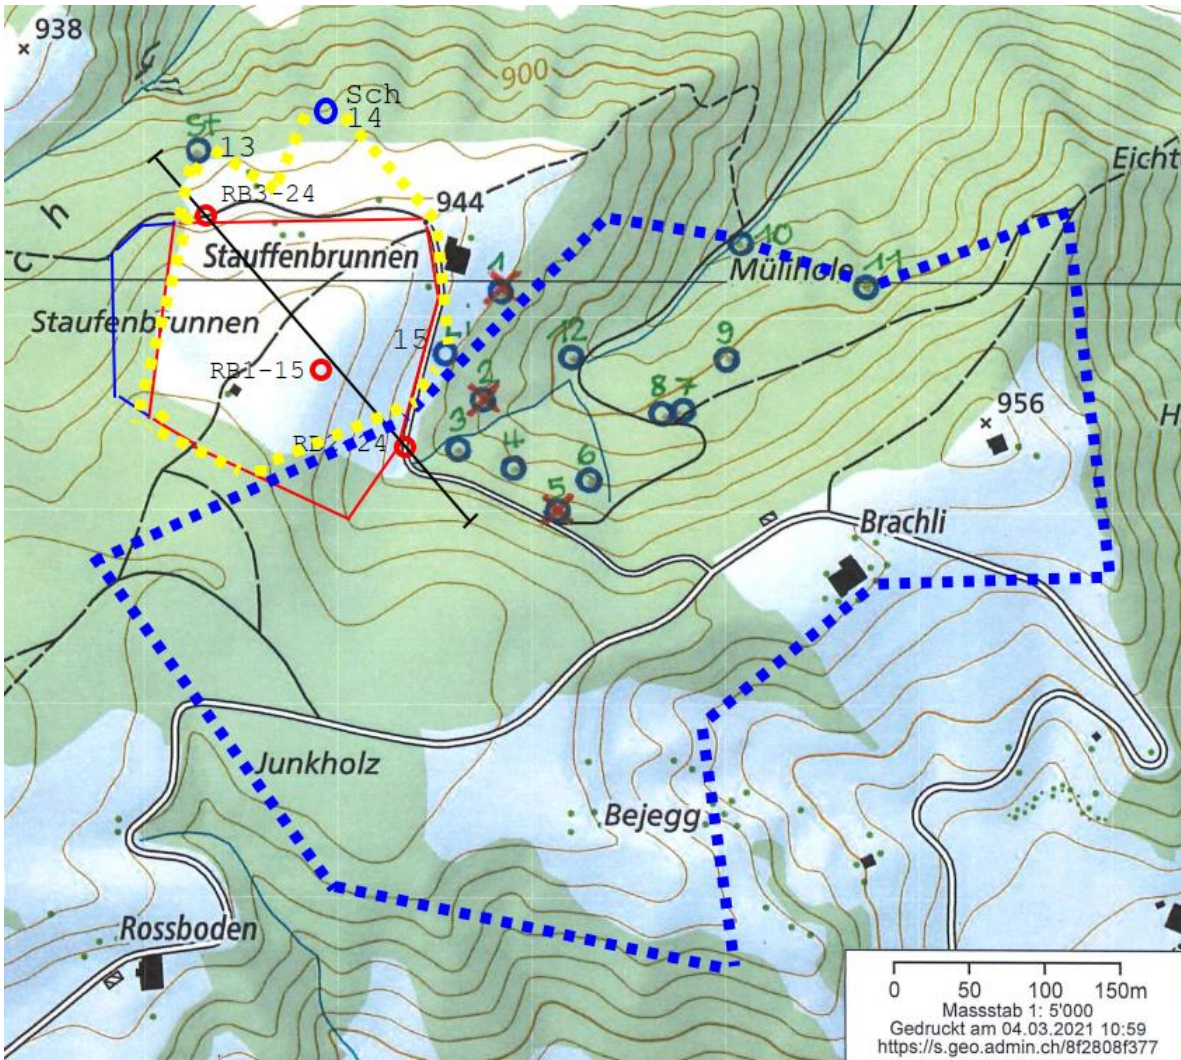 938
900
Sch
14
St
13
Eicht
RB3-24
944
h
c
Stauffenbrunnen
10
Mülihole
11
1
Staufenbrunnen
15
12
9
RB1-15
2
8 7
956
H
3
4
6
5
Brachli
Junkholz
Bejegg
Rossboden
0 50 100 150m
Massstab 1: 5'000
Gedruckt am 04.03.2021 10:59
https://s.geo.admin.ch/8f2808f377